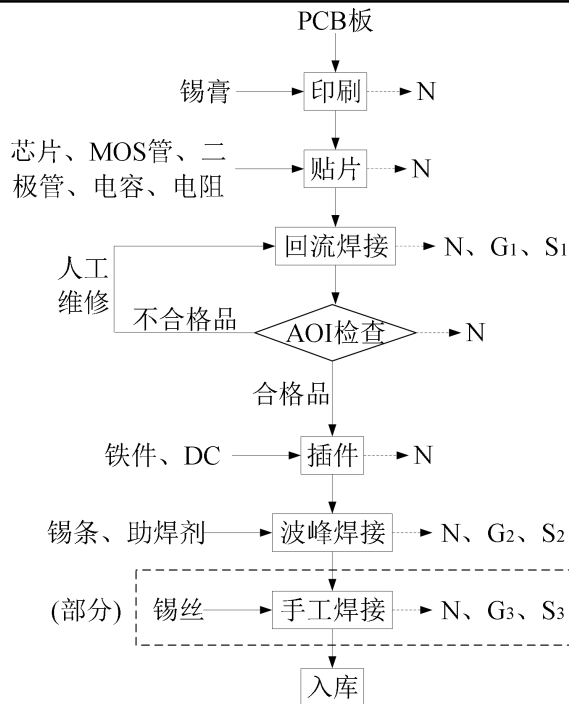 PCB板
锡膏
印刷
N
芯片、MOS管、二
极管、电容、电阻
贴片
N
回流焊接
N、G₁、S₁
人工
维修
不合格品
AOI检查
N
合格品
铁件、DC
插件
N
锡条、助焊剂
波峰焊接
N、G₂、S₂
(部分)
锡丝
手工焊接
N、G₃、S₃
入库